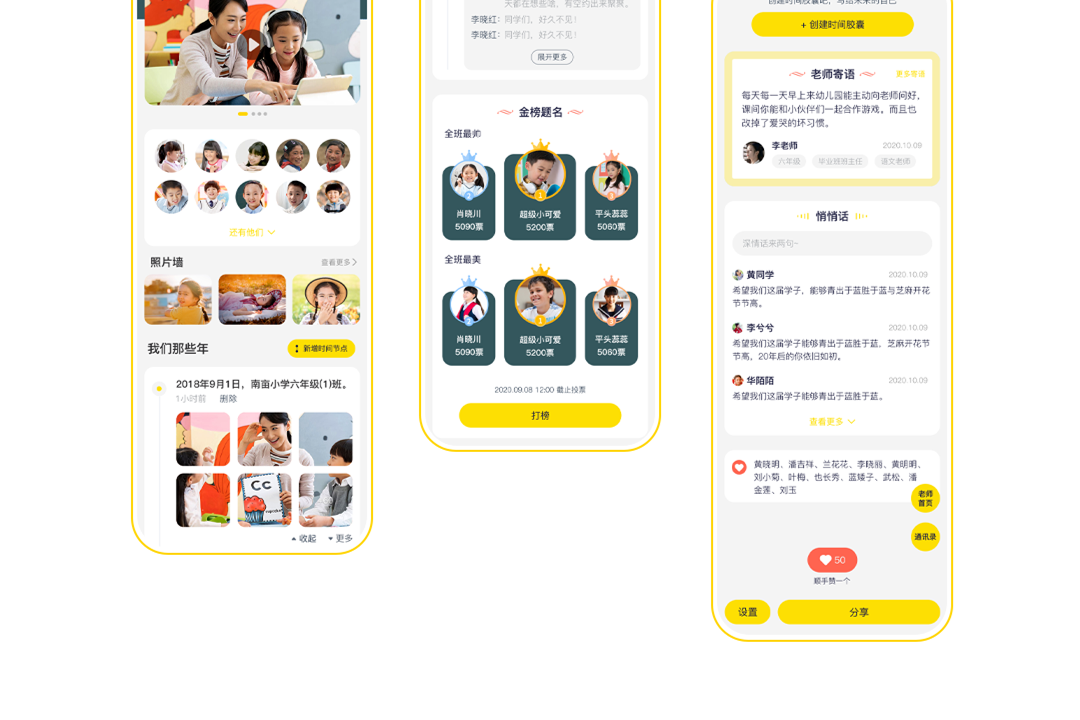 还有他们
照片墙
查看更多
我们那些年
新增时间节点
2018年9月1日，南亩小学六年级(1)班。
1小时前 删除
Cc
收起 更多
天都在想些啥，有空约出来聚聚。
李晓红：同学们，好久不见！
李晓红：同学们，好久不见！
展开更多
金榜题名
全班最帅
2 1 3
肖晓川 超级小可爱 平头蕊蕊
5090票 5200票 5060票
全班最美
2 1 3
肖晓川 超级小可爱 平头蕊蕊
5090票 5200票 5060票
2020.09.08 12:00 截止投票
打榜
+ 创建时间胶囊
老师寄语
更多寄语
每天每一天早上来幼儿园能主动向老师问好，
课间你能和小伙伴们一起合作游戏。而且也
改掉了爱哭的坏习惯。
李老师 2020.10.09
六年级 毕业班班主任 语文老师
悄悄话
深情话来两句~
黄同学 2020.10.09
希望我们这届学子，能够青出于蓝胜于蓝与芝麻开花
节节高。
李兮兮 2020.10.09
希望我们这届学子能够青出于蓝胜于蓝，芝麻开花节
节高，20年后的你依旧如初。
华陌陌 2020.10.09
希望我们这届学子能够青出于蓝胜于蓝。
查看更多
黄晓明、潘吉祥、兰花花、李晓丽、黄明明、
刘小菊、叶梅、也长秀、蓝矮子、武松、潘
金莲、刘玉
老师
首页
通讯录
50
顺手赞一个
设置 分享